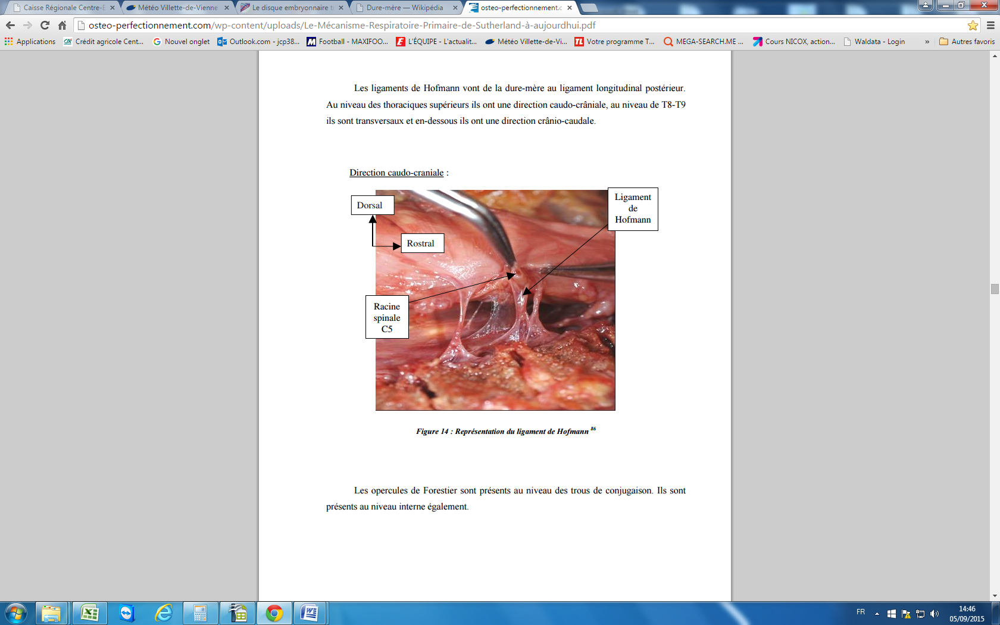 Caisse Régionale Centre-E
Météo Villette-de-Vienne
Le disque embryonnaire t
Dure-mère — Wikipédia
osteo-perfectionnement.c
osteo-perfectionnement.com/wp-content/uploads/Le-Mécanisme-Respiratoire-Primaire-de-Sutherland-à-aujourdhui.pdf
Applications
Crédit agricole Cent...
Nouvel onglet
Outlook.com - jcp38...
Football - MAXIFOO...
L'ÉQUIPE - L'actualit...
Météo Villette-de-Vi...
Votre programme T...
MEGA-SEARCH.ME ...
Cours NICOX, action...
Waldata - Login
»
Autres favoris
Les ligaments de Hofmann vont de la dure-mère au ligament longitudinal postérieur.
Au niveau des thoraciques supérieurs ils ont une direction caudo-crâniale, au niveau de T8-T9
ils sont transversaux et en-dessous ils ont une direction crânio-caudale.
Direction caudo-craniale :
Dorsal
Rostral
Ligament
de
Hofmann
Racine
spinale
C5
Figure 14 : Représentation du ligament de Hofmann 86
Les opercules de Forestier sont présents au niveau des trous de conjugaison. Ils sont
présents au niveau interne également.
FR
14:46
05/09/2015